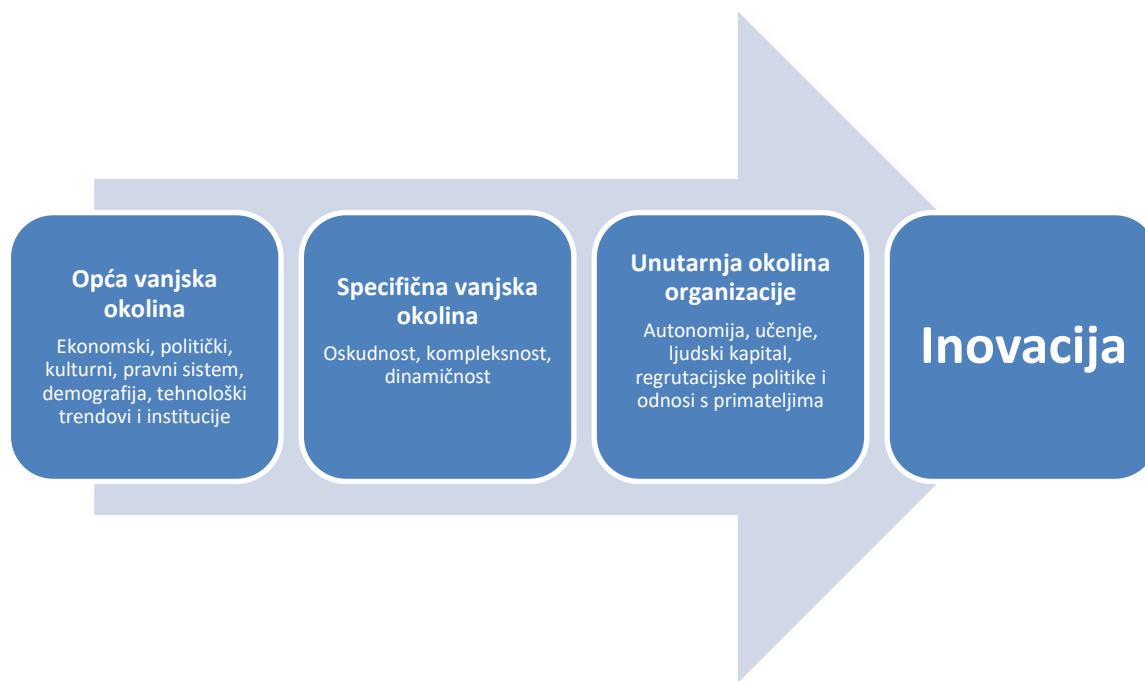 Opća vanjska
okolina
Ekonomski, politički,
kulturni, pravni sistem,
demografija, tehnološki
trendovi i institucije
Specifična vanjska
okolina
Oskudnost, kompleksnost,
dinamičnost
Unutarnja okolina
organizacije
Autonomija, učenje,
ljudski kapital,
regrutacijske politike i
odnosi s primateljima
Inovacija